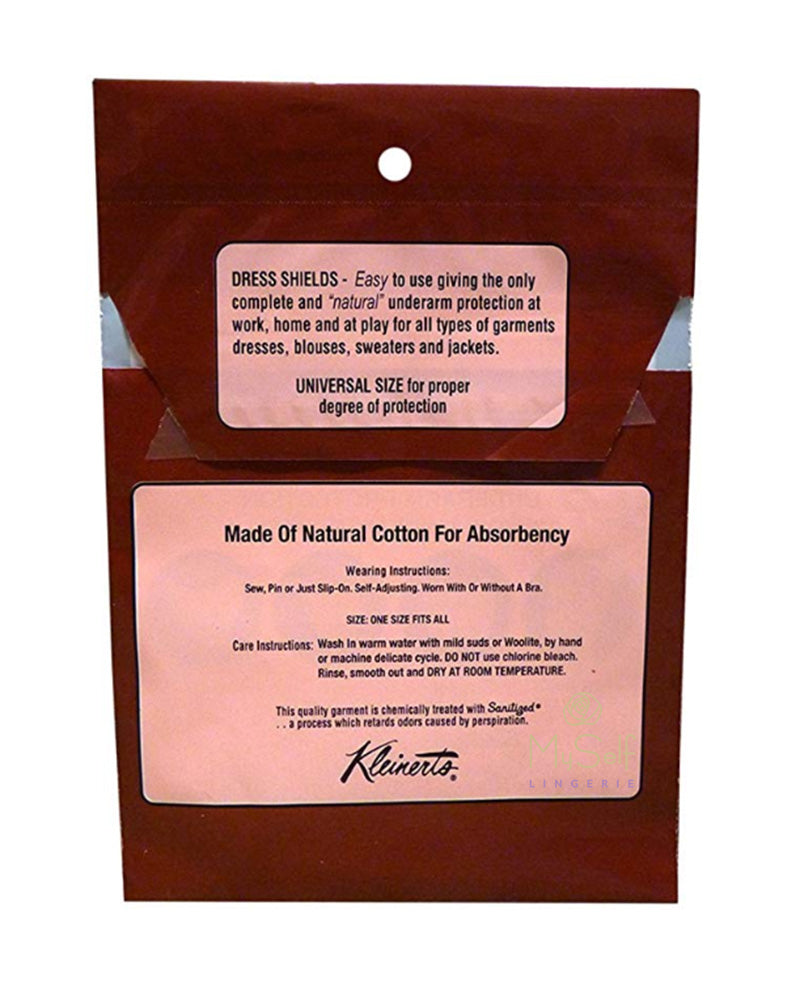 DRESS SHIELDS - Easy to use giving the only
complete and "natural" underarm protection at
work, home and at play for all types of garments
dresses, blouses, sweaters and jackets.
UNIVERSAL SIZE for proper
degree of protection
Made Of Natural Cotton For Absorbency
Wearing Instructions:
Sew, Pin or Just Slip-On. Self-Adjusting. Worn With Or Without A Bra.
SIZE: ONE SIZE FITS ALL
Care Instructions: Wash In warm water with mild suds or Woolite, by hand
or machine delicate cycle. DO NOT use chlorine bleach.
Rinse, smooth out and DRY AT ROOM TEMPERATURE.
This quality garment is chemically treated with Sanitized®
. . a process which retards odors caused by perspiration.
Kleinert's®
MySelf
LINGERIE